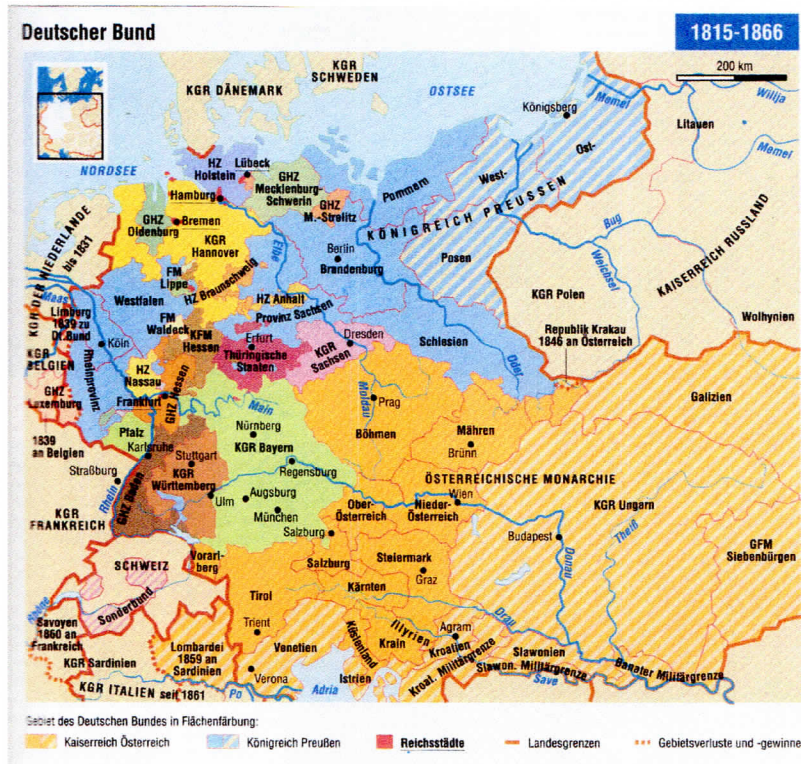 Deutscher Bund
1815-1866
200 km
KGR
SCHWEDEN
KGR DÄNEMARK
OSTSEE
NORDSEE
Königsberg
Memel
Willja
Litauen
Memel
HZ
Holstein
Lübeck
GHZ
Mecklenburg-
Schwerin
Hamburg
GHZ
M.-Strelitz
Pommern
West-
Ost-
KÖNIGREICH PREUSSEN
GHZ
Oldenburg
Bremen
KGR
Hannover
Elbe
Berlin
Brandenburg
Posen
Weichsel
Bug
KAISERREICH RUSSLAND
KGR DER NIEDERLANDE
bis 1831
FM
Lippe
HZ Braunschweig
HZ Anhalt
KGR Polen
Wolhynien
Maas
Westfalen
Provinz Sachsen
Limburg
1839 zu
Dt.Bund
FM
Waldeck
KFM
Hessen
Erfurt
Thüringische
Staaten
Dresden
KGR
Sachsen
Schlesien
Oder
Republik Krakau
1846 an Österreich
Köln
Rheinprovinz
KGR
BELGIEN
HZ
Nassau
GHZ Hessen
GHZ
Luxemburg
Frankfurt
Main
Moldau
Prag
Galizien
Pfalz
Nürnberg
Böhmen
Mähren
Brünn
1839
an Belgien
Karlsruhe
KGR Bayern
Stuttgart
KGR
Württemberg
Regensburg
ÖSTERREICHISCHE MONARCHIE
Straßburg
Rhein
GHZ Baden
Ulm
Augsburg
München
Ober-
Österreich
Nieder-
Österreich
Wien
KGR Ungarn
KGR
FRANKREICH
Salzburg
Budapest
Donau
Theiß
GFM
Siebenbürgen
SCHWEIZ
Sonderbund
Vorarl-
berg
Salzburg
Steiermark
Graz
Tirol
Kärnten
Rhône
Savoyen
1860 an
Frankreich
Trient
Drau
Lombardei
1859 an
Sardinien
Venetien
Küstenland
Krain
Illyrien
Agram
Kroatien
Slawonien
KGR Sardinien
Verona
Istrien
Kroat. Militärgrenze
Slawon. Militärgrenze
Banater Militärgrenze
KGR ITALIEN seit 1861
Po
Adria
Save
Gebiet des Deutschen Bundes in Flächenfärbung:
Kaiserreich Österreich
Königreich Preußen
Reichsstädte
Landesgrenzen
Gebietsverluste und -gewinne